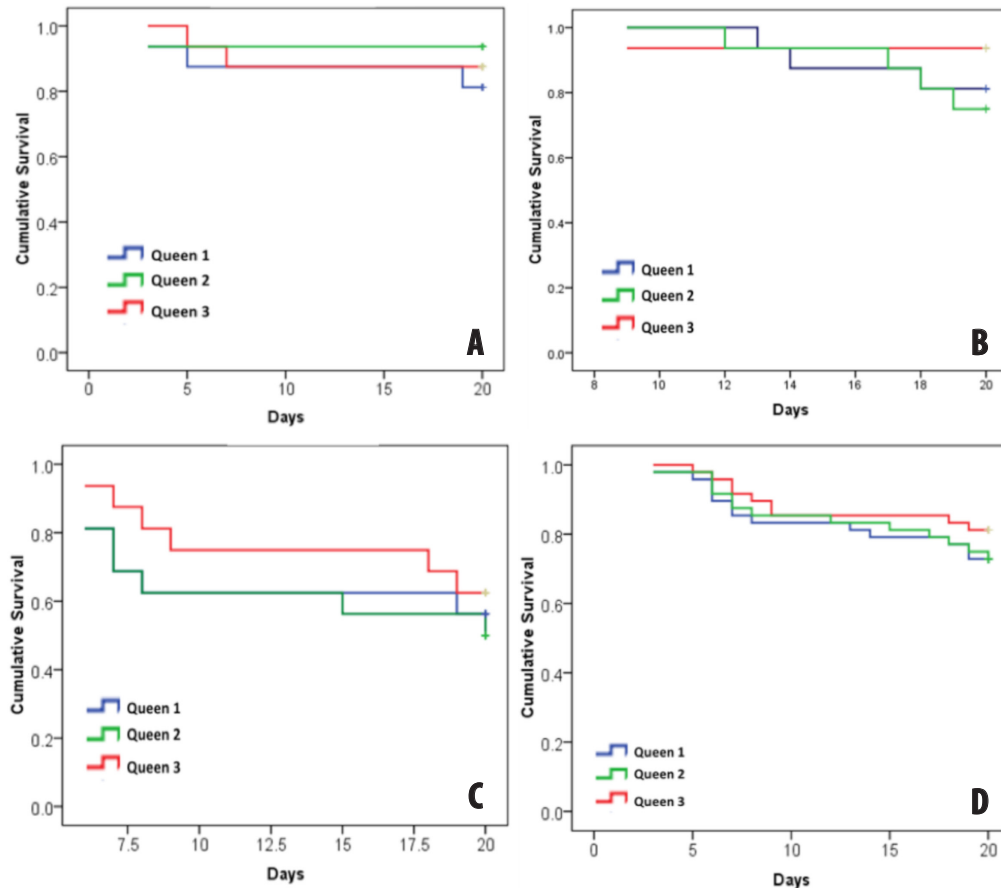 1.0
0.8
0.6
0.4
0.2
0.0
Cumulative Survival
Queen 1
Queen 2
Queen 3
A
0 5 10 15 20
Days
1.0
0.8
0.6
0.4
0.2
0.0
Cumulative Survival
Queen 1
Queen 2
Queen 3
B
8 10 12 14 16 18 20
Days
1.0
0.8
0.6
0.4
0.2
0.0
Cumulative Survival
Queen 1
Queen 2
Queen 3
C
7.5 10 12.5 15 17.5 20
Days
1.0
0.8
0.6
0.4
0.2
0.0
Cumulative Survival
Queen 1
Queen 2
Queen 3
D
0 5 10 15 20
Days